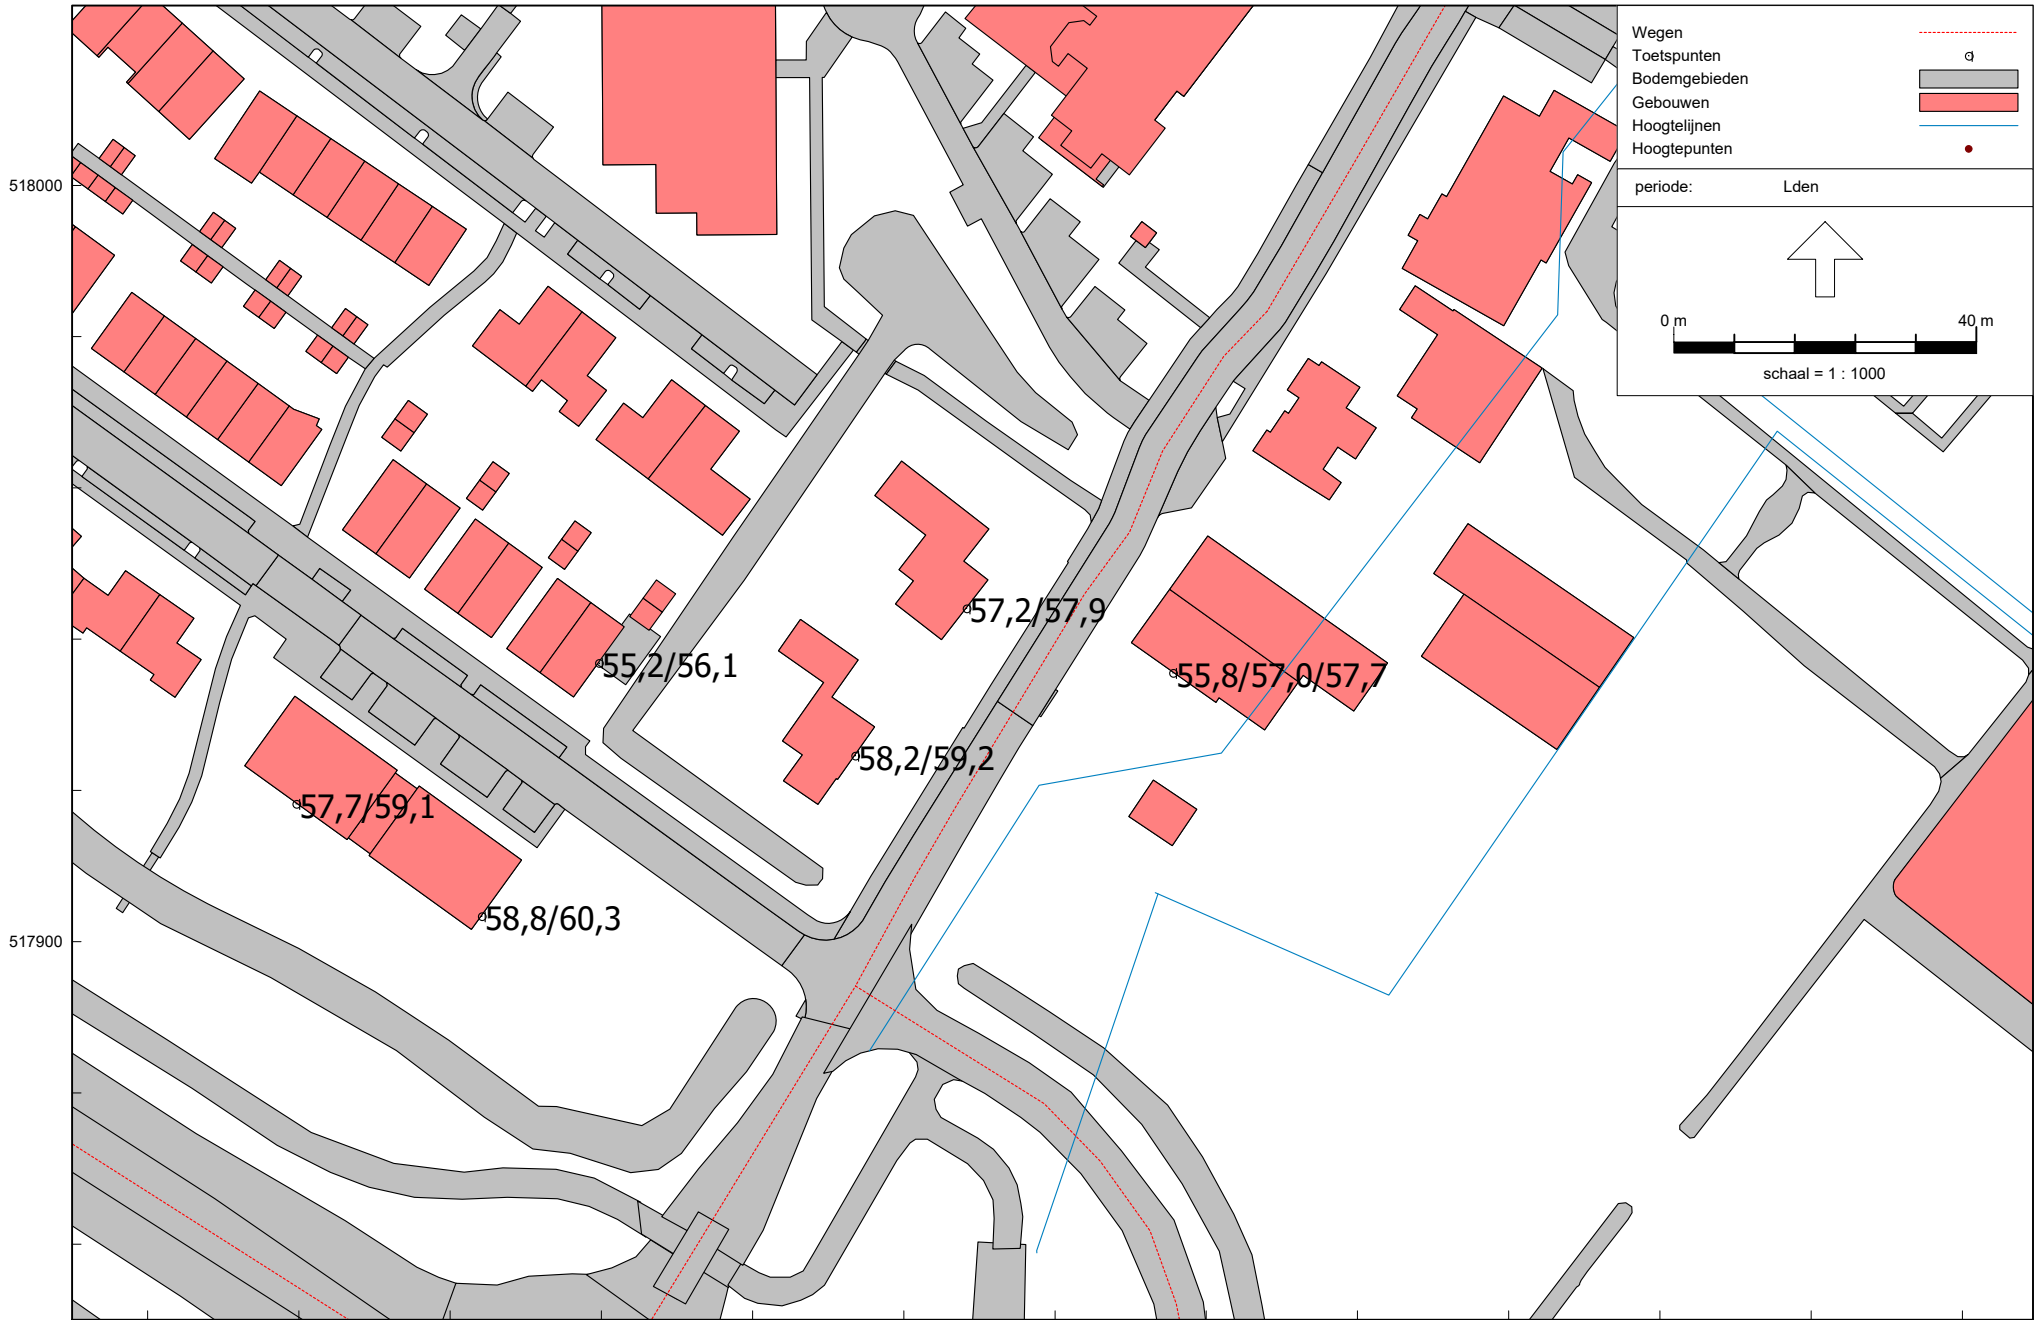 Wegen
Toetspunten
Bodemgebieden
Gebouwen
Hoogtelijnen
Hoogtepunten
periode: Lden
0 m 40 m
schaal = 1 : 1000
518000
57,2/57,9
55,2/56,1
55,8/57,0/57,7
58,2/59,2
57,7/59,1
58,8/60,3
517900